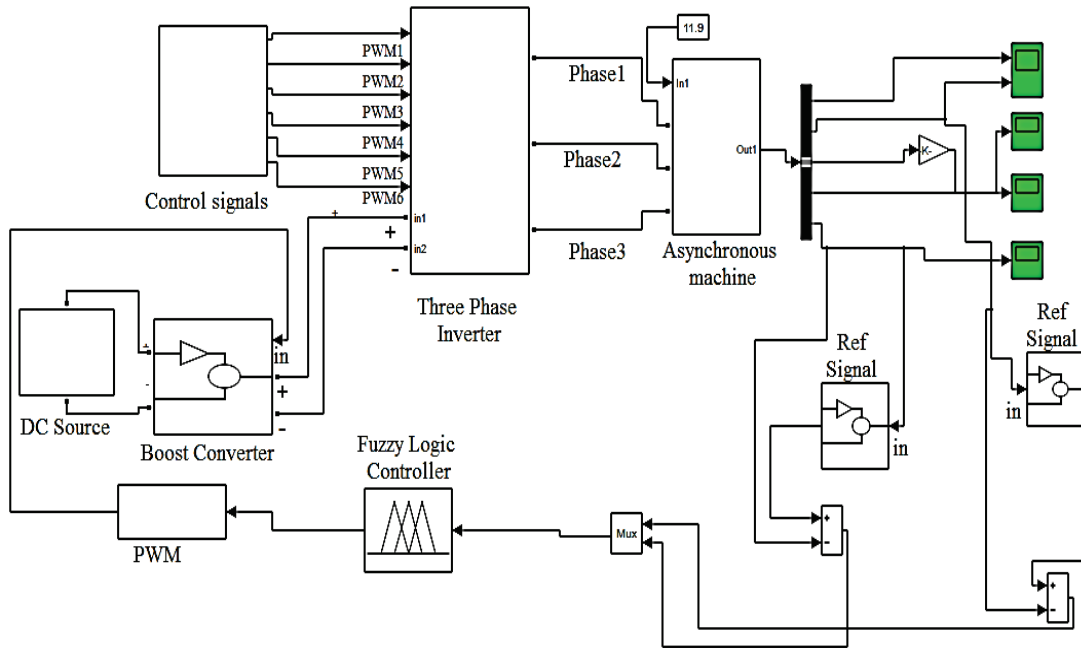 11.9
PWM1
PWM2
PWM3
PWM4
PWM5
PWM6
Control signals
Phase1
Phase2
Phase3
In1
Out1
Asynchronous
machine
K-
+
in1
+
in2
-
Three Phase
Inverter
+
-
DC Source
in
+
-
Boost Converter
Ref
Signal
in
Ref
Signal
in
Fuzzy Logic
Controller
PWM
Mux
+
-
+
-